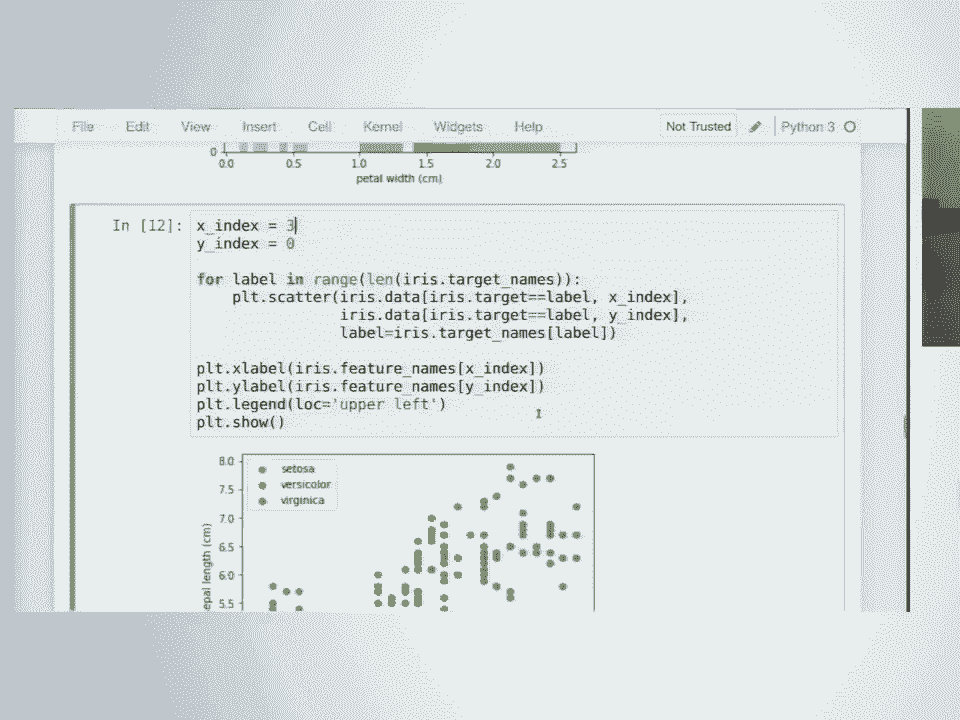 File Edit View Insert Cell Kernel Widgets Help Not Trusted Python 3
0
0.0 0.5 1.0 1.5 2.0 2.5
petal width (cm)
In [12]: x_index = 3
y_index = 0
for label in range(len(iris.target_names)):
plt.scatter(iris.data[iris.target==label, x_index],
iris.data[iris.target==label, y_index],
label=iris.target_names[label])
plt.xlabel(iris.feature_names[x_index])
plt.ylabel(iris.feature_names[y_index])
plt.legend(loc='upper left')
plt.show()
8.0
7.5
7.0
6.5
6.0
5.5
setosa
versicolor
virginica
epal length (cm)